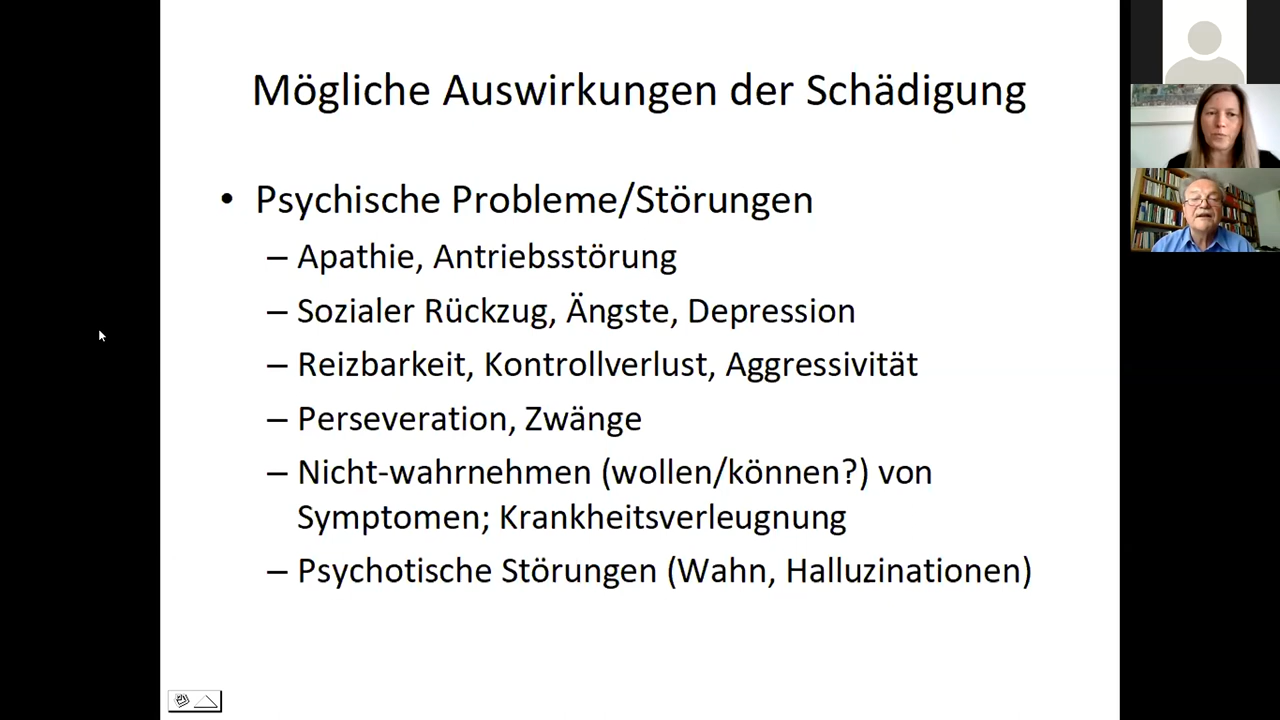 Mögliche Auswirkungen der Schädigung
• Psychische Probleme/Störungen
– Apathie, Antriebsstörung
– Sozialer Rückzug, Ängste, Depression
– Reizbarkeit, Kontrollverlust, Aggressivität
– Perseveration, Zwänge
– Nicht-wahrnehmen (wollen/können?) von
Symptomen; Krankheitsverleugnung
– Psychotische Störungen (Wahn, Halluzinationen)